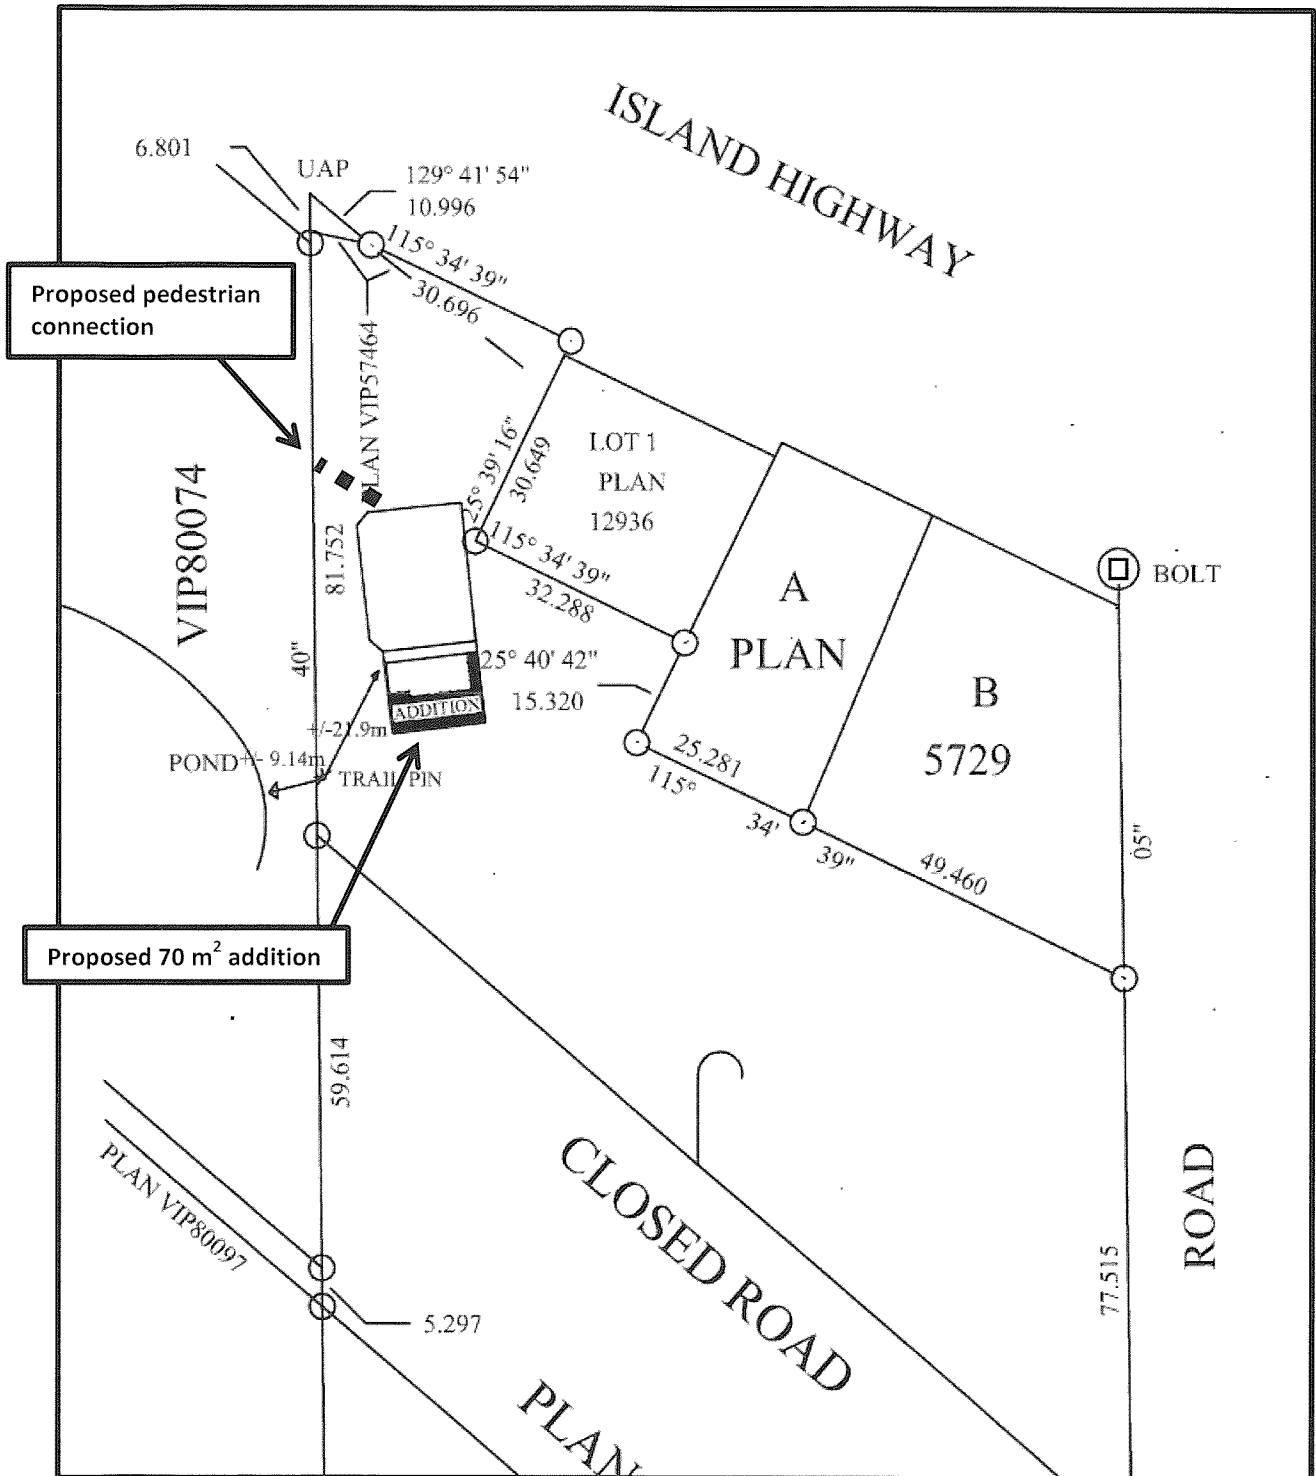 ISLAND HIGHWAY
6.801
UAP
129° 41' 54"
10.996
115° 34' 39"
30.696
Proposed pedestrian
connection
PLAN VIP57464
VIP80074
81.752
40"
25° 39' 16"
30.649
LOT 1
PLAN
12936
115° 34' 39"
32.288
A
PLAN
B
5729
BOLT
25° 40' 42"
15.320
ADDITION
+/-21.9m
POND
+/- 9.14m
TRAIL PIN
25.281
115°
34'
39"
49.460
05"
Proposed 70 m² addition
59.614
CLOSED ROAD
PLAN VIP80097
5.297
77.515
ROAD
PLAN